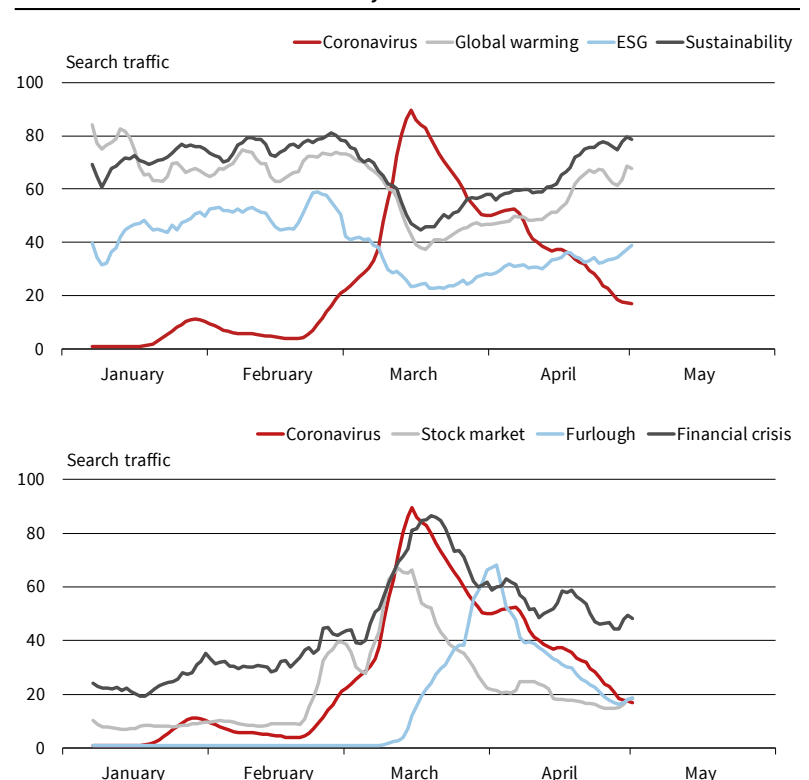 Coronavirus Global warming ESG Sustainability
Search traffic
100
80
60
40
20
0
January February March April May
Coronavirus Stock market Furlough Financial crisis
Search traffic
100
80
60
40
20
0
January February March April May